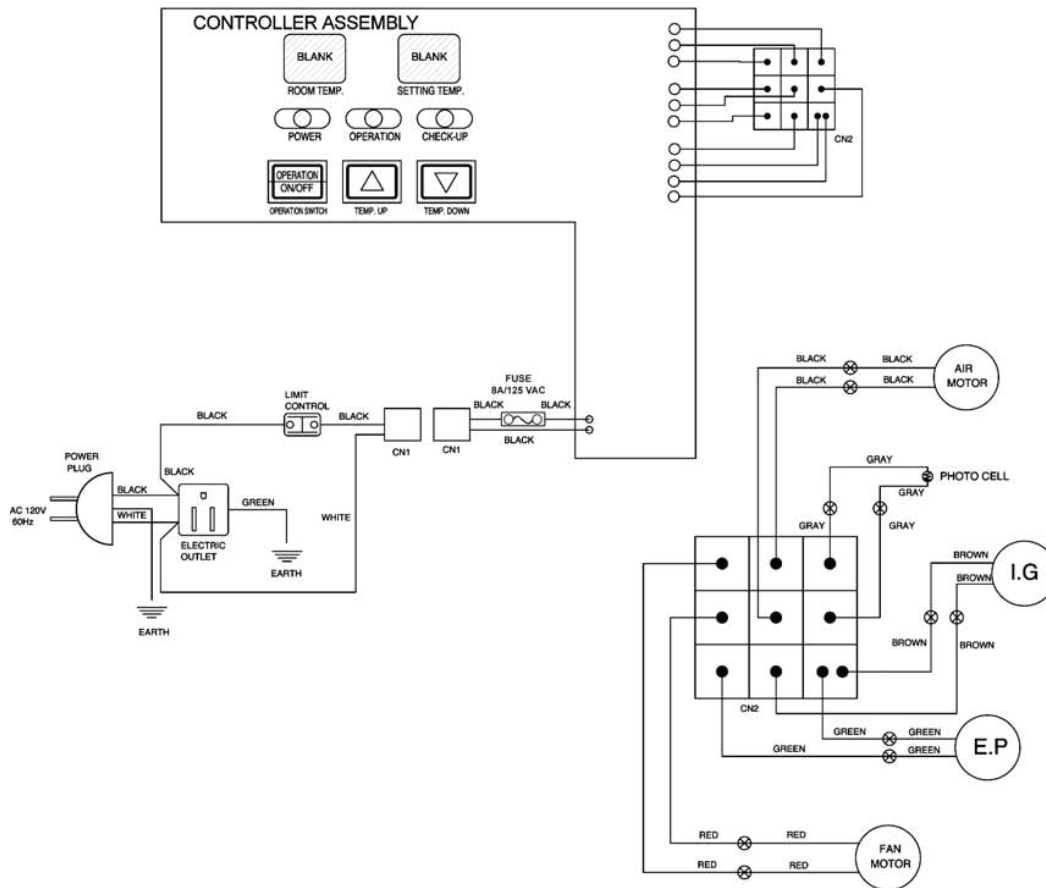 CONTROLLER ASSEMBLY
BLANK
BLANK
ROOM TEMP.
SETTING TEMP.
POWER
OPERATION
CHECK-UP
OPERATION
ON/OFF
OPERATION SWITCH
TEMP. UP
TEMP. DOWN
CN2
FUSE
8A/125 VAC
LIMIT
CONTROL
BLACK
BLACK
BLACK
BLACK
BLACK
CN1
CN1
POWER
PLUG
BLACK
BLACK
WHITE
AC 120V
60Hz
GREEN
WHITE
ELECTRIC
OUTLET
EARTH
EARTH
BLACK
BLACK
BLACK
BLACK
AIR
MOTOR
GRAY
GRAY
PHOTO CELL
GRAY
GRAY
BROWN
BROWN
I.G
BROWN
BROWN
CN2
GREEN
GREEN
GREEN
GREEN
E.P
RED
RED
RED
RED
FAN
MOTOR